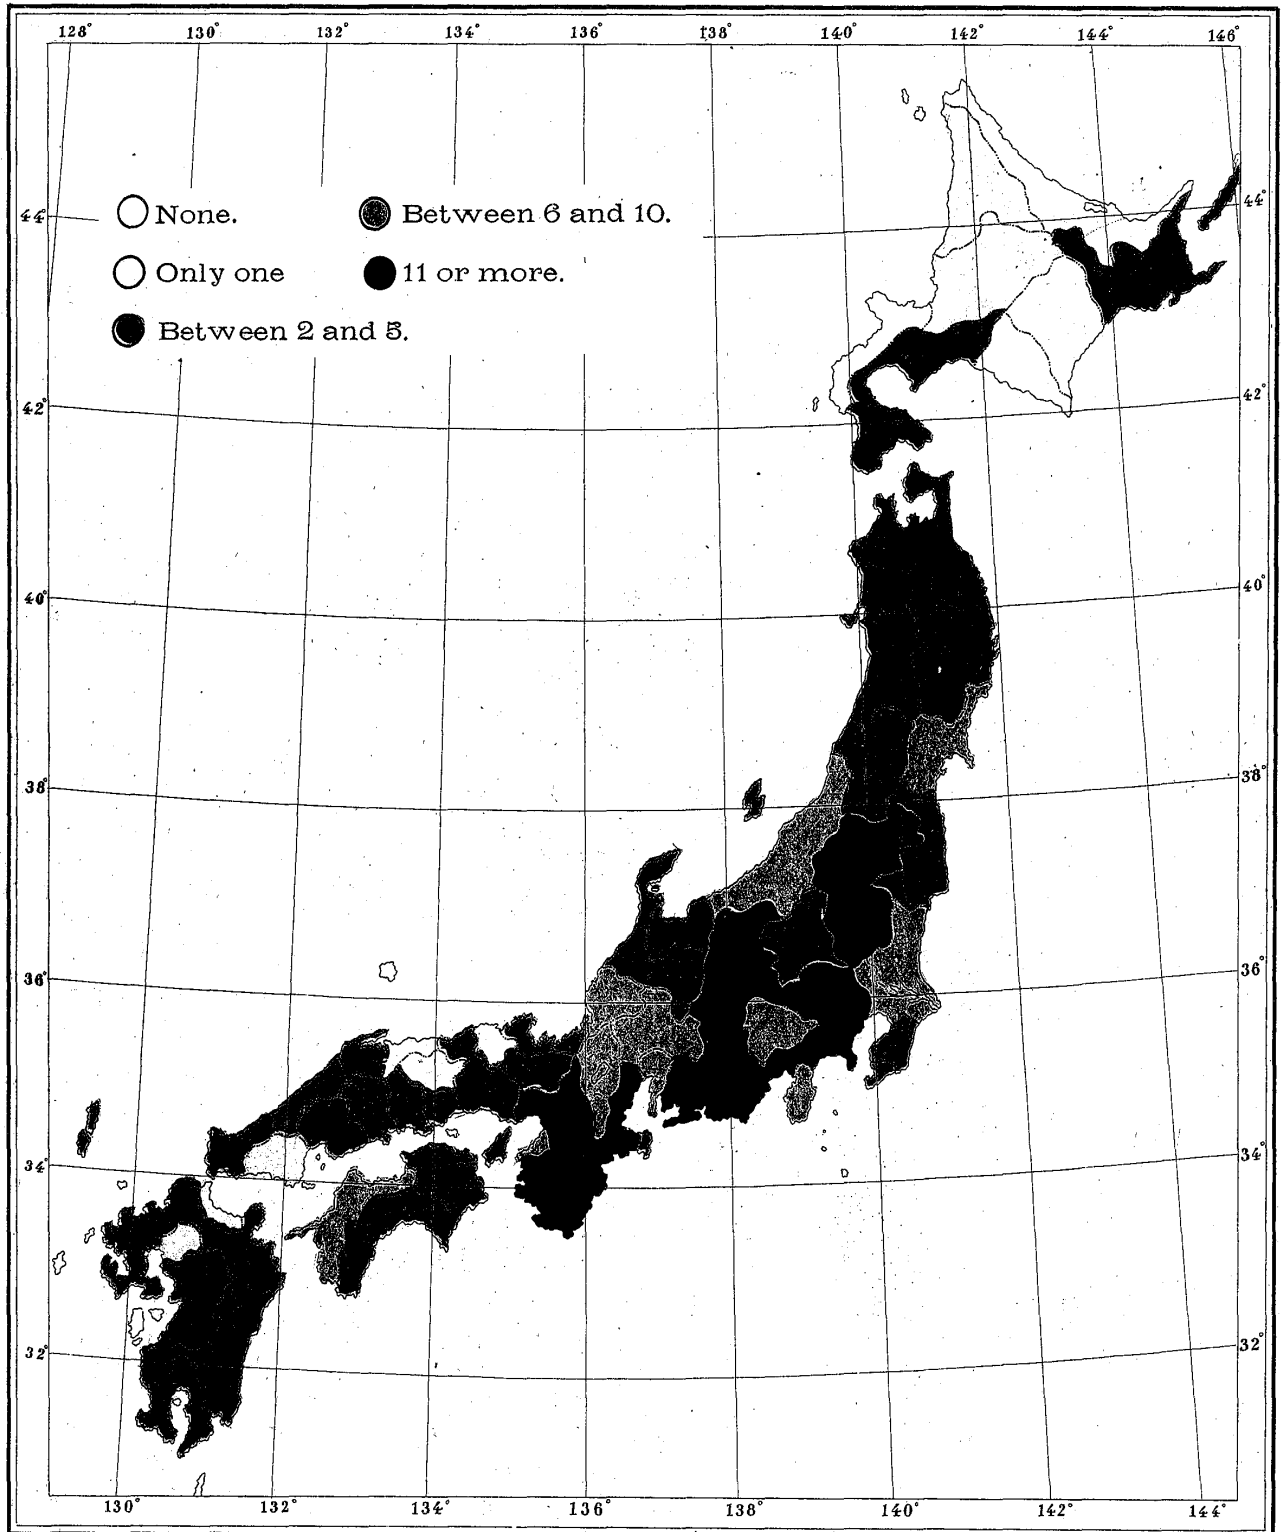 128° 130° 132° 134° 136° 138° 140° 142° 144° 146°
None.
Only one
Between 2 and 5.
Between 6 and 10.
11 or more.
44° 44°
42° 42°
40° 40°
38° 38°
36° 36°
34° 34°
32° 32°
130° 132° 134° 136° 138° 140° 142° 144°